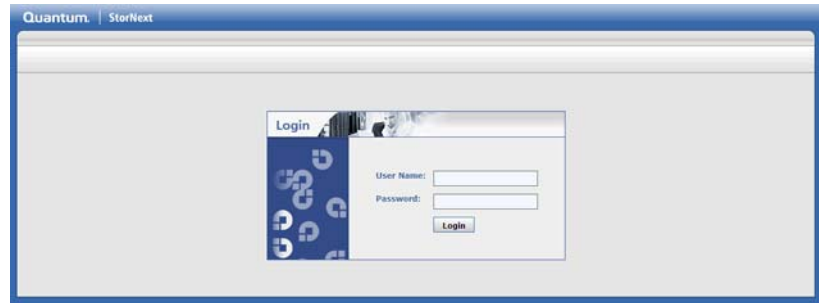 Quantum. | StorNext
Login
User Name:
Password:
Login